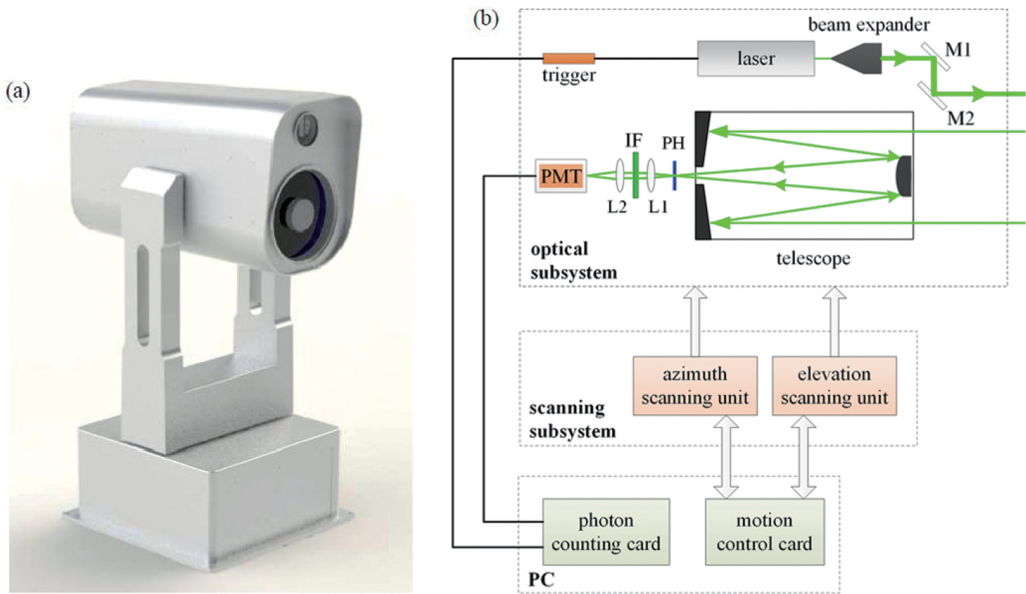 (a)
(b)
beam expander
M1
laser
trigger
M2
IF
PH
PMT
L2
L1
optical
subsystem
telescope
azimuth
scanning unit
elevation
scanning unit
scanning
subsystem
photon
counting card
motion
control card
PC